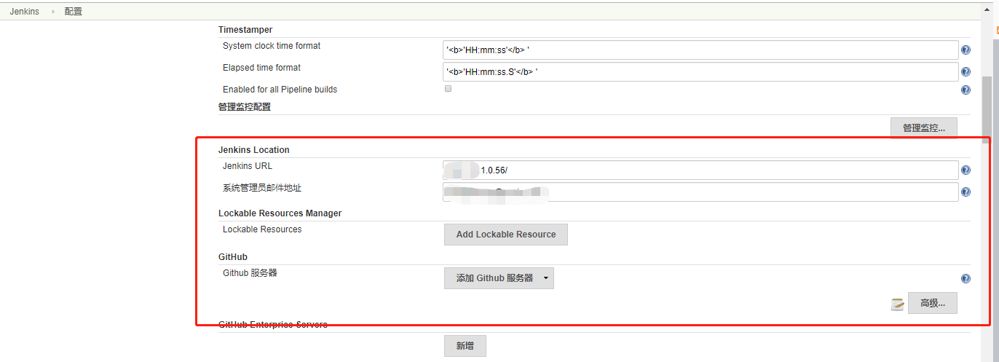 Jenkins 配置
Timestamper
System clock time format '<b>'HH:mm:ss'</b> '
Elapsed time format '<b>'HH:mm:ss.S'</b> '
Enabled for all Pipeline builds
管理监控配置
管理监控...
Jenkins Location
Jenkins URL 1.0.56/
系统管理员邮件地址
Lockable Resources Manager
Lockable Resources Add Lockable Resource
GitHub
Github 服务器 添加 Github 服务器
高级...
GitHub Enterprise Servers
新增